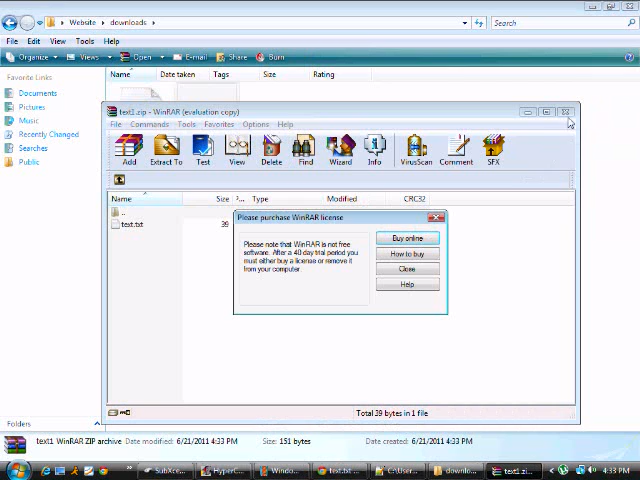 Website ▸ downloads ▸
Search
File Edit View Tools Help
Organize Views Open E-mail Share Burn
Favorite Links
Name Date taken Tags Size Rating
Documents
Pictures
Music
Recently Changed
Searches
Public
text1.zip - WinRAR (evaluation copy)
File Commands Tools Favorites Options Help
Add Extract To Test View Delete Find Wizard Info VirusScan Comment SFX
Name Size P... Type Modified CRC32
..
text.txt 39
Please purchase WinRAR license
Please note that WinRAR is not free
software. After a 40 day trial period you
must either buy a license or remove it
from your computer
Buy online
How to buy
Close
Help
Total 39 bytes in 1 file
Folders
text1 WinRAR ZIP archive Date modified: 6/21/2011 4:33 PM Size: 151 bytes Date created: 6/21/2011 4:33 PM
SubXce... HyperC... Window... text.txt ... C:\Users... downlo... text1.zi... 4:33 PM